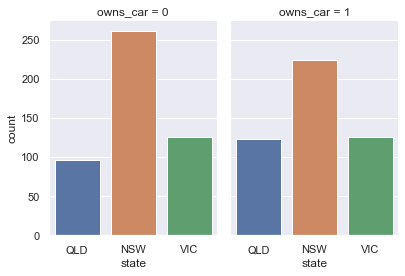 owns_car = 0 owns_car = 1
250
200
150
100
50
0
count
QLD NSW VIC QLD NSW VIC
state state